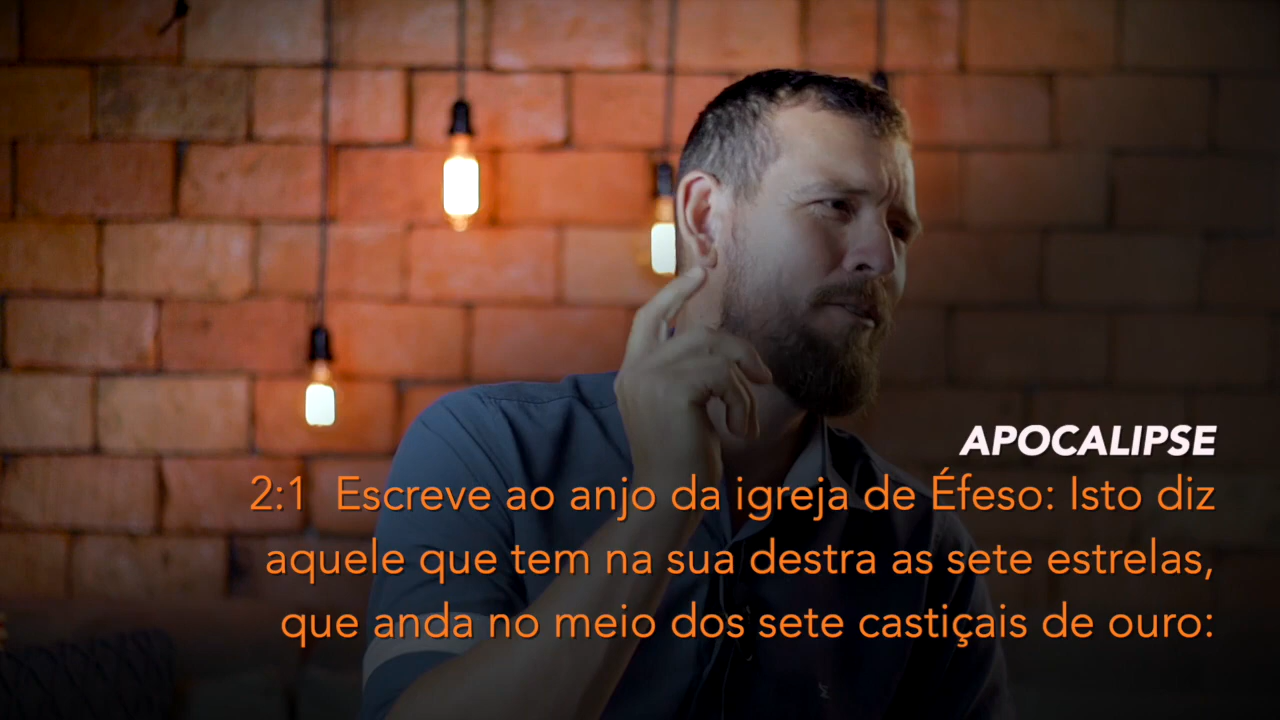 APOCALIPSE
2:1 Escreve ao anjo da igreja de Éfeso: Isto diz
aquele que tem na sua destra as sete estrelas,
que anda no meio dos sete castiçais de ouro: